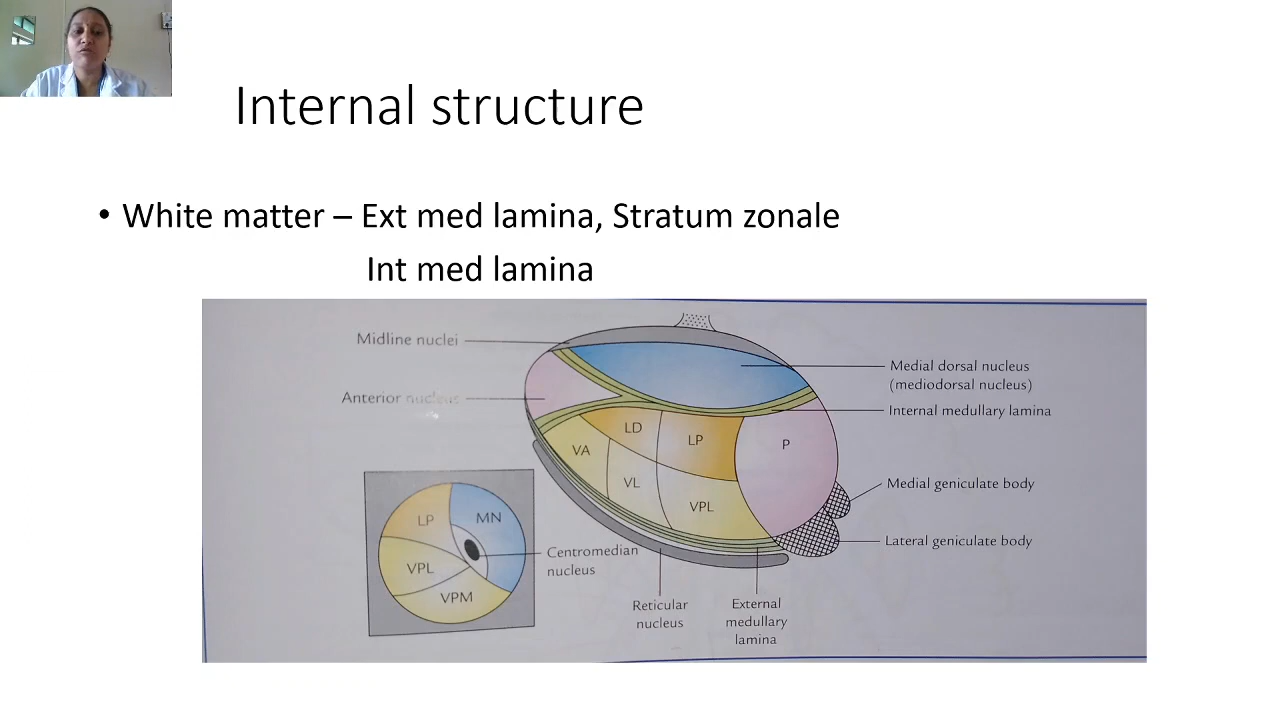 Internal structure
• White matter – Ext med lamina, Stratum zonale
Int med lamina
Midline nuclei
Anterior nucleus
Medial dorsal nucleus
(mediodorsal nucleus)
Internal medullary lamina
LD
LP
P
VA
VL
VPL
Medial geniculate body
Lateral geniculate body
LP
MN
VPL
VPM
Centromedian
nucleus
Reticular
nucleus
External
medullary
lamina